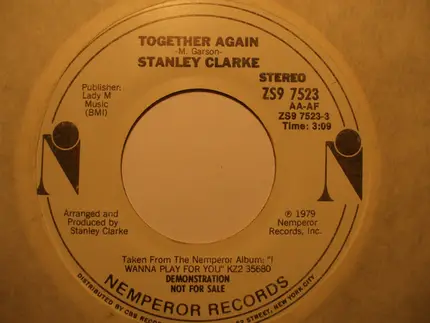 TOGETHER AGAIN
-M. Garson-
STANLEY CLARKE
STEREO
Publisher:
Lady M
Music
(BMI)
ZS9 7523
AA-AF
ZS9 7523-3
Time: 3:09
N
N
Arranged and
Produced by
Stanley Clarke
℗ 1979
Nemperor
Records, Inc.
Taken From The Nemperor Album: "I
WANNA PLAY FOR YOU" KZ2 35680
DEMONSTRATION
NOT FOR SALE
NEMPEROR RECORDS
DISTRIBUTED BY CBS RECOR
STREET, NEW YORK, CITY.